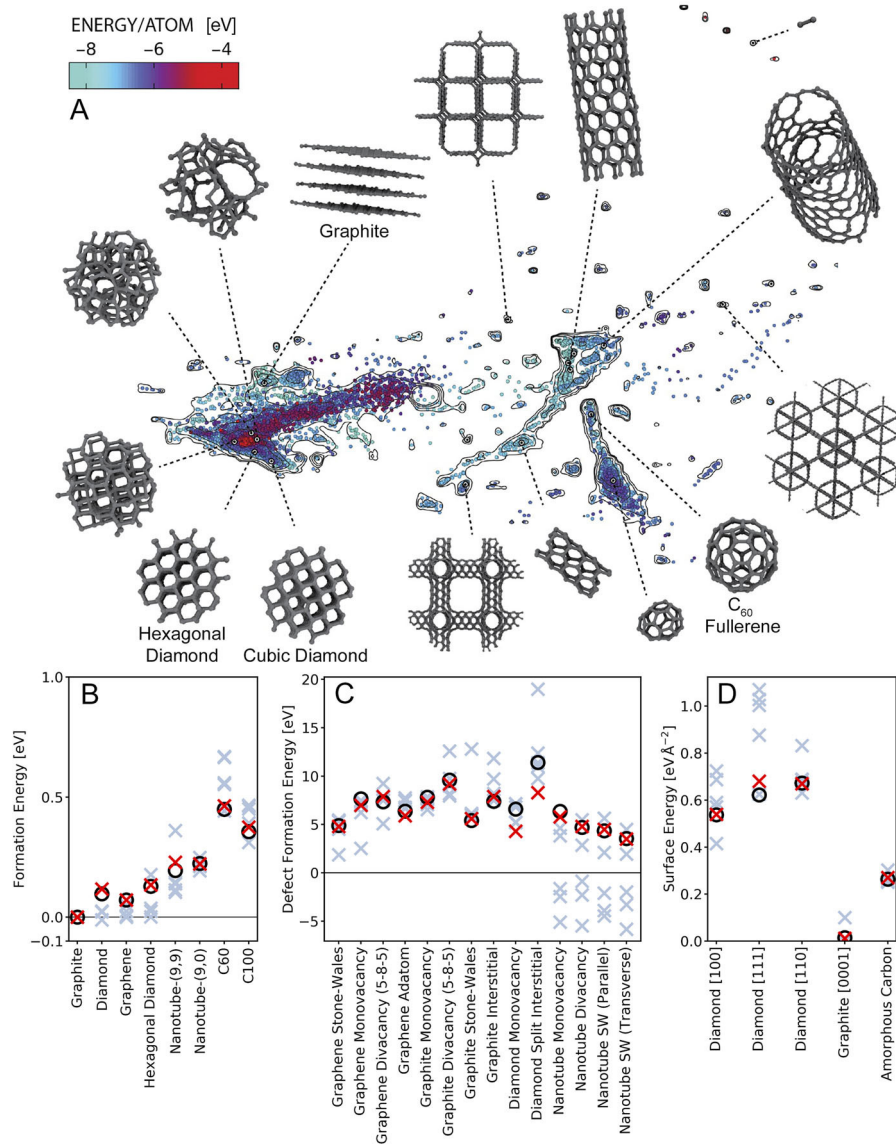 ENERGY/ATOM [eV]
−8 −6 −4
A
Graphite
Hexagonal
Diamond
Cubic Diamond
C₆₀
Fullerene
B
Formation Energy [eV]
1.0
0.5
0.0
−0.1
Graphite
Diamond
Graphene
Hexagonal Diamond
Nanotube-(9,9)
Nanotube-(9,0)
C60
C100
C
Defect Formation Energy [eV]
20
15
10
5
0
−5
Graphene Stone-Wales
Graphene Monovacancy
Graphene Divacancy (5-8-5)
Graphene Adatom
Graphite Monovacancy
Graphite Divacancy (5-8-5)
Graphite Stone-Wales
Graphite Interstitial
Diamond Monovacancy
Diamond Split Interstitial
Nanotube Monovacancy
Nanotube Divacancy
Nanotube SW (Parallel)
Nanotube SW (Transverse)
D
Surface Energy [eV Å⁻²]
1.0
0.8
0.6
0.4
0.2
0.0
Diamond [100]
Diamond [111]
Diamond [110]
Graphite [0001]
Amorphous Carbon